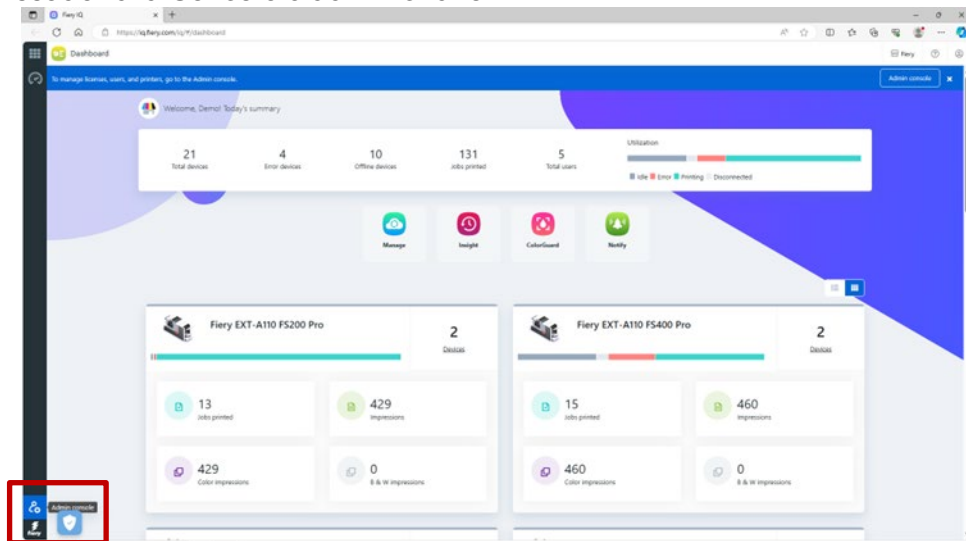 Fiery IQ
https://iq.fiery.com/iq/#/dashboard
Dashboard
fiery
To manage licenses, users, and printers, go to the Admin console.
Admin console
Welcome, Demo! Today's summary
21
Total devices
4
Error devices
10
Offline devices
131
Jobs printed
5
Total users
Utilization
Idle Error Printing Disconnected
Manage
Insight
ColorGuard
Notify
Fiery EXT-A110 FS200 Pro
2
Devices
13
Jobs printed
429
Impressions
429
Color impressions
0
B & W impressions
Fiery EXT-A110 FS400 Pro
2
Devices
15
Jobs printed
460
Impressions
460
Color impressions
0
B & W impressions
Admin console
fiery